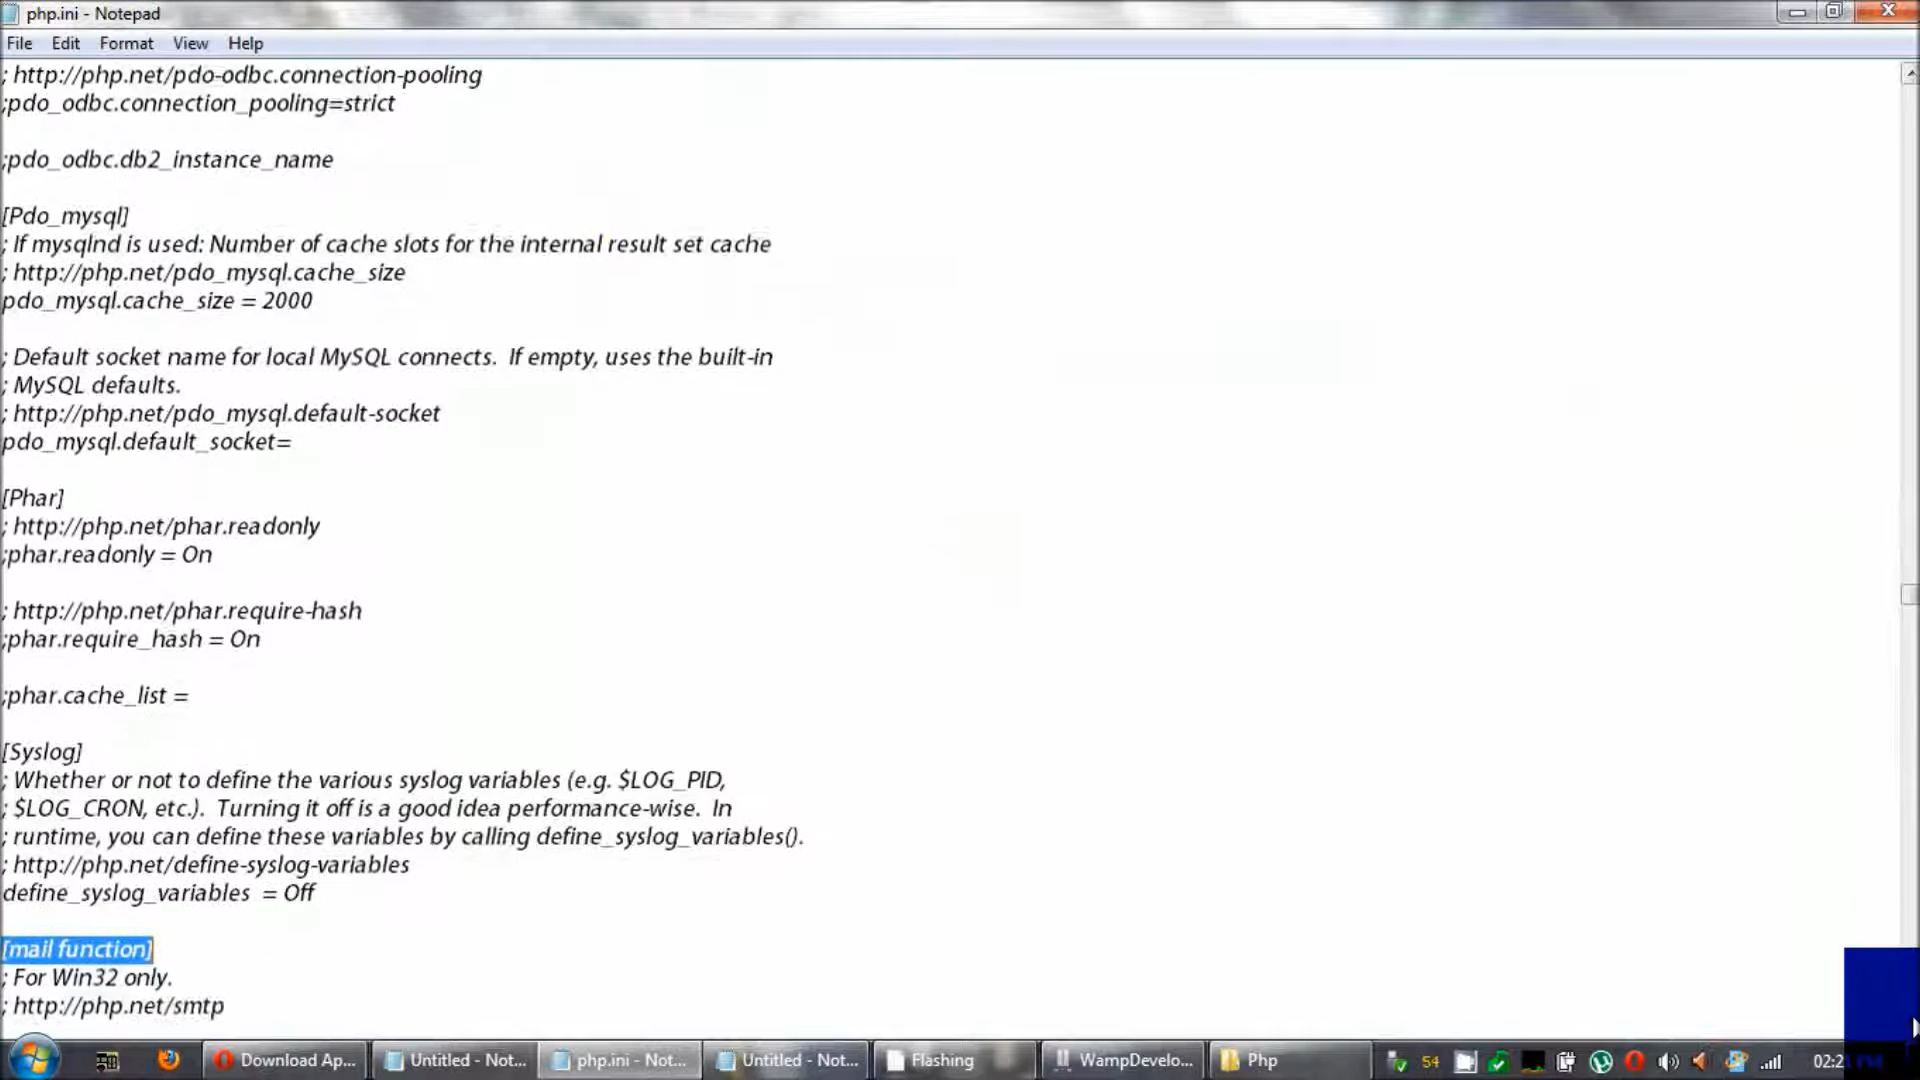 php.ini - Notepad
File Edit Format View Help
; http://php.net/pdo-odbc.connection-pooling
;pdo_odbc.connection_pooling=strict
;pdo_odbc.db2_instance_name
[Pdo_mysql]
; If mysqlnd is used: Number of cache slots for the internal result set cache
; http://php.net/pdo_mysql.cache_size
pdo_mysql.cache_size = 2000
; Default socket name for local MySQL connects.  If empty, uses the built-in
; MySQL defaults.
; http://php.net/pdo_mysql.default-socket
pdo_mysql.default_socket=
[Phar]
; http://php.net/phar.readonly
;phar.readonly = On
; http://php.net/phar.require-hash
;phar.require_hash = On
;phar.cache_list =
[Syslog]
; Whether or not to define the various syslog variables (e.g. $LOG_PID,
; $LOG_CRON, etc.).  Turning it off is a good idea performance-wise.  In
; runtime, you can define these variables by calling define_syslog_variables().
; http://php.net/define-syslog-variables
define_syslog_variables  = Off
[mail function]
; For Win32 only.
; http://php.net/smtp
Download Ap... Untitled - Not... php.ini - Not... Untitled - Not... Flashing WampDevelo... Php 54